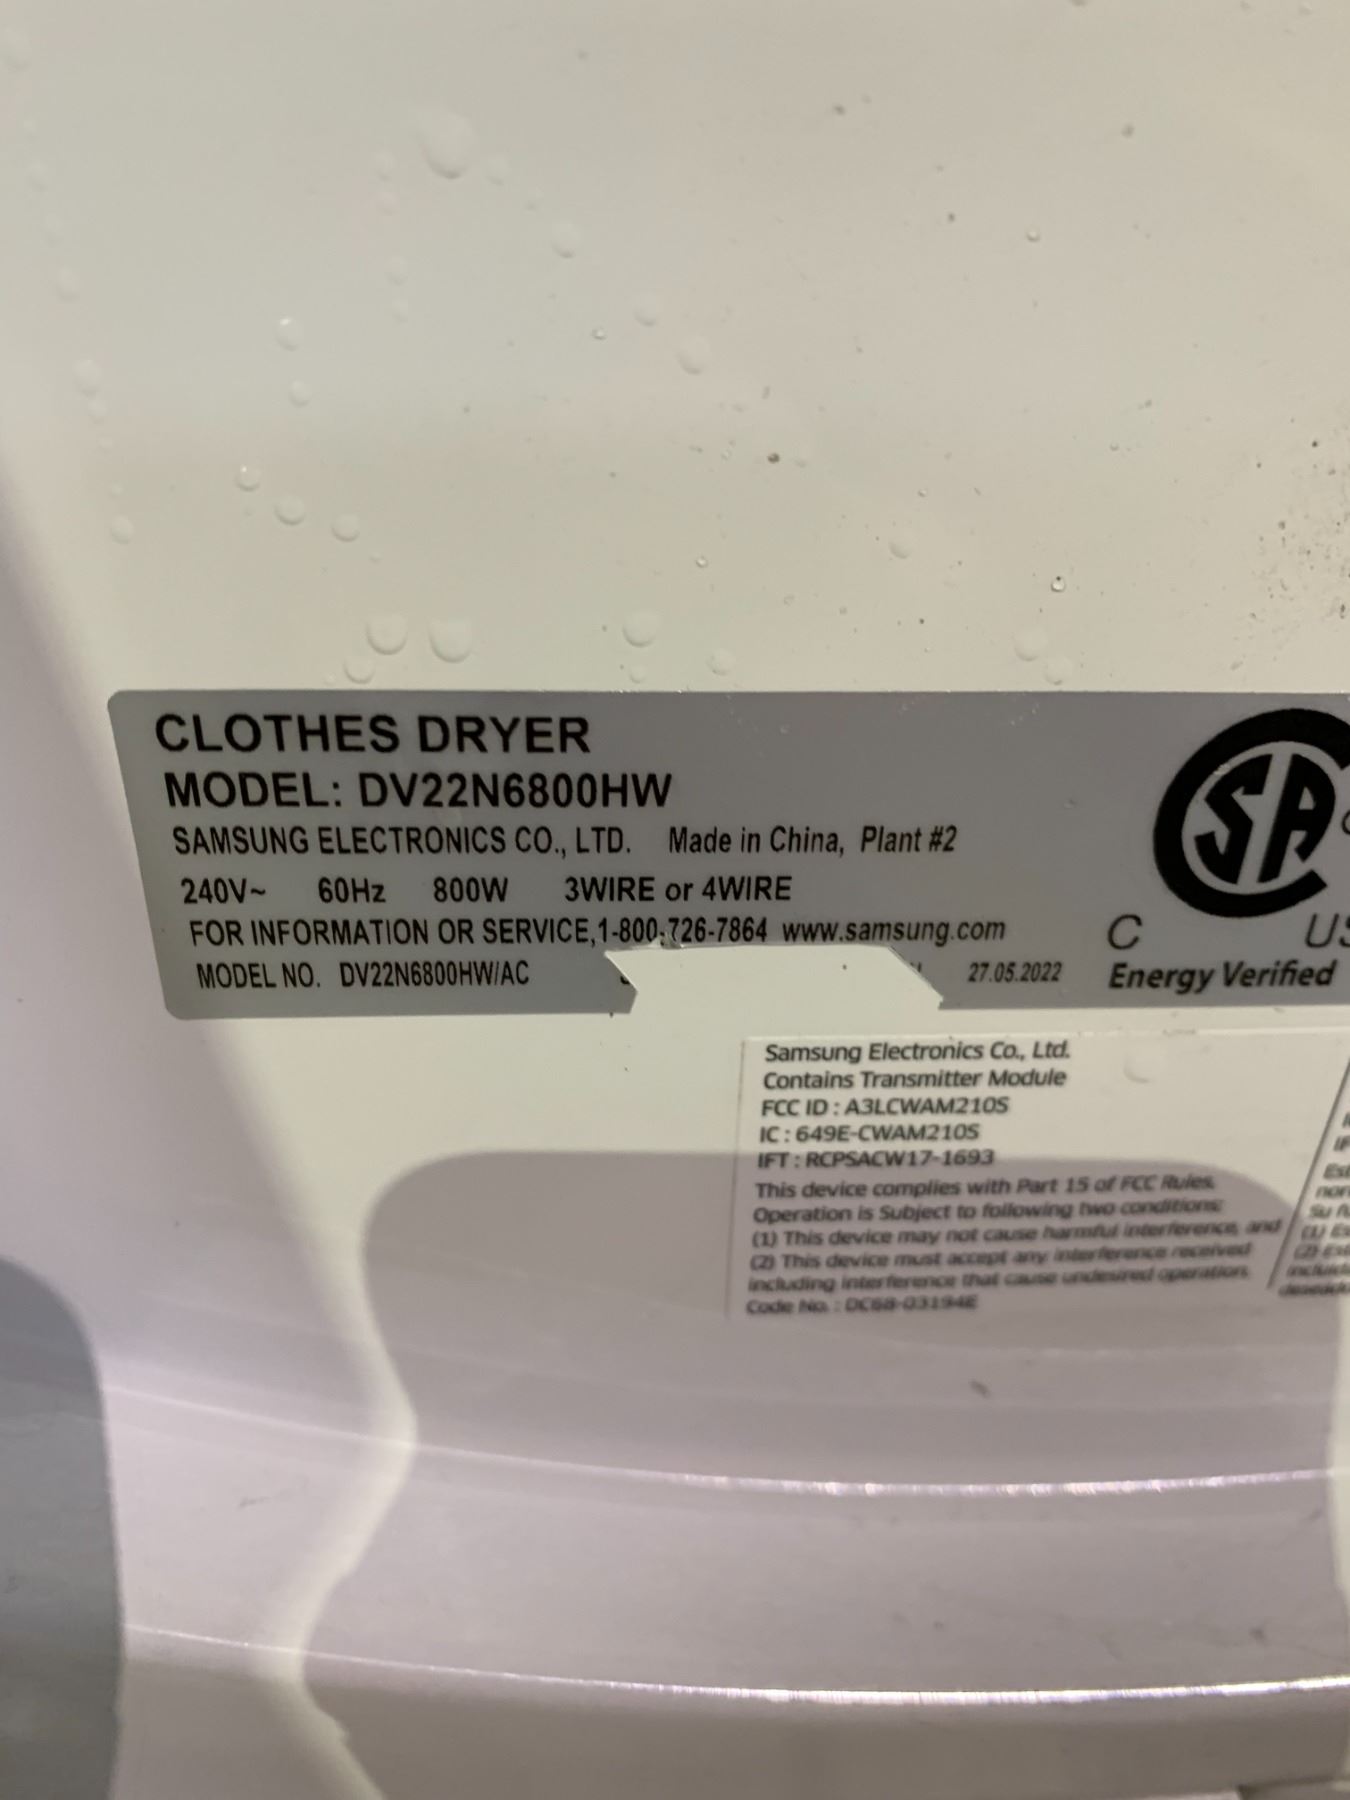 CLOTHES DRYER
MODEL: DV22N6800HW
SAMSUNG ELECTRONICS CO., LTD. Made in China, Plant #2
240V~ 60Hz 800W 3WIRE or 4WIRE
FOR INFORMATION OR SERVICE,1-800-726-7864 www.samsung.com
MODEL NO. DV22N6800HW/AC 27.05.2022
SA
C US
Energy Verified
Samsung Electronics Co., Ltd.
Contains Transmitter Module
FCC ID : A3LCWAM210S
IC : 649E-CWAM210S
IFT : RCPSACW17-1693
This device complies with Part 15 of FCC Rules.
Operation is Subject to following two conditions:
(1) This device may not cause harmful interference, and
(2) This device must accept any interference received
including interference that cause undesired operation.
Code No. : DC68-03194E